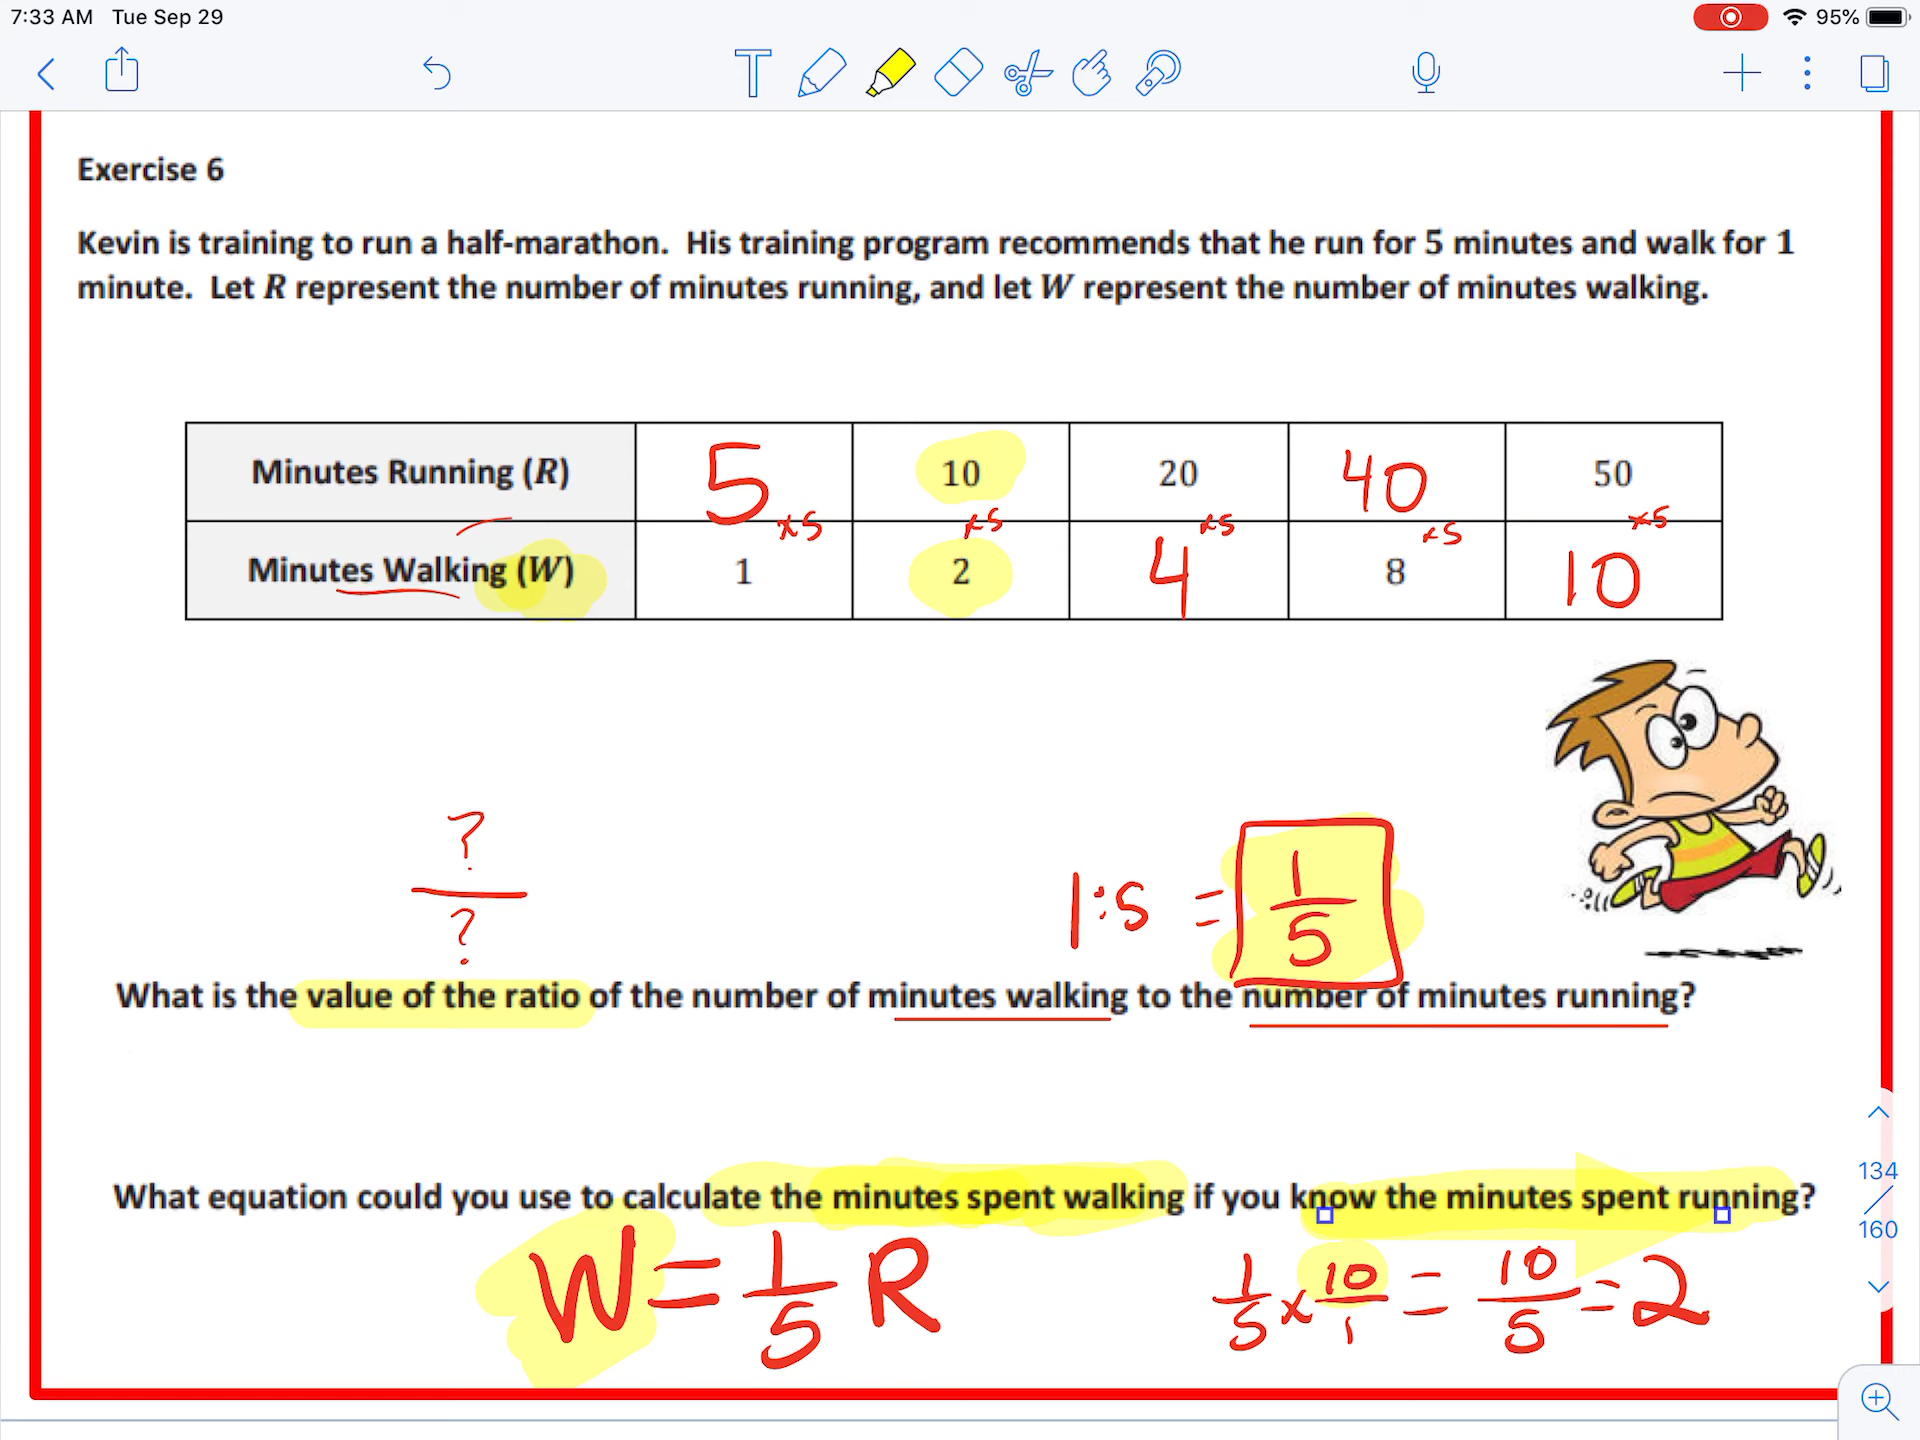 7:33 AM Tue Sep 29 95%
T
Exercise 6
Kevin is training to run a half-marathon. His training program recommends that he run for 5 minutes and walk for 1
minute. Let R represent the number of minutes running, and let W represent the number of minutes walking.
Minutes Running (R) 5 10 20 40 50
×5 ×5 ×5 ×5 ×5
Minutes Walking (W) 1 2 4 8 10
?
?
1:5 = 1/5
What is the value of the ratio of the number of minutes walking to the number of minutes running?
134
/
160
What equation could you use to calculate the minutes spent walking if you know the minutes spent running?
W = 1/5 R
1/5 × 10/1 = 10/5 = 2